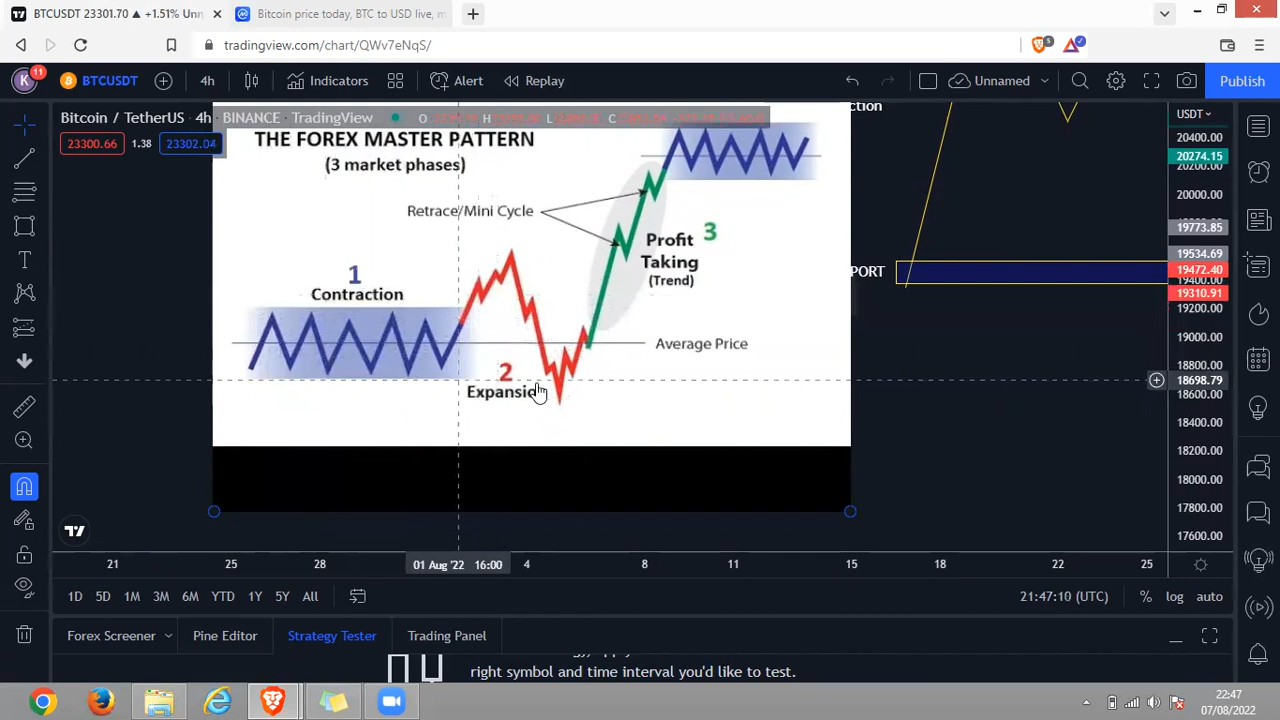 BTCUSDT 23301.70 ▲ +1.51% Unn
Bitcoin price today, BTC to USD live, m
tradingview.com/chart/QWv7eNqS/
5
K
11
BTCUSDT
4h
Indicators
Alert
Replay
Unnamed
Publish
Bitcoin / TetherUS · 4h · BINANCE · TradingView
O
H
L
C
23300.66
1.38
23302.04
THE FOREX MASTER PATTERN
(3 market phases)
Retrace/Mini Cycle
1
Contraction
2
Expansio
3
Profit
Taking
(Trend)
Average Price
ction
PORT
USDT
20400.00
20274.15
20200.00
20000.00
19773.85
19534.69
19472.40
19400.00
19310.91
19200.00
19000.00
18800.00
18698.79
18600.00
18400.00
18200.00
18000.00
17800.00
17600.00
21
25
28
01 Aug '22 16:00
4
8
11
15
18
22
25
1D 5D 1M 3M 6M YTD 1Y 5Y All
21:47:10 (UTC)
% log auto
Forex Screener
Pine Editor
Strategy Tester
Trading Panel
right symbol and time interval you'd like to test.
22:47
07/08/2022